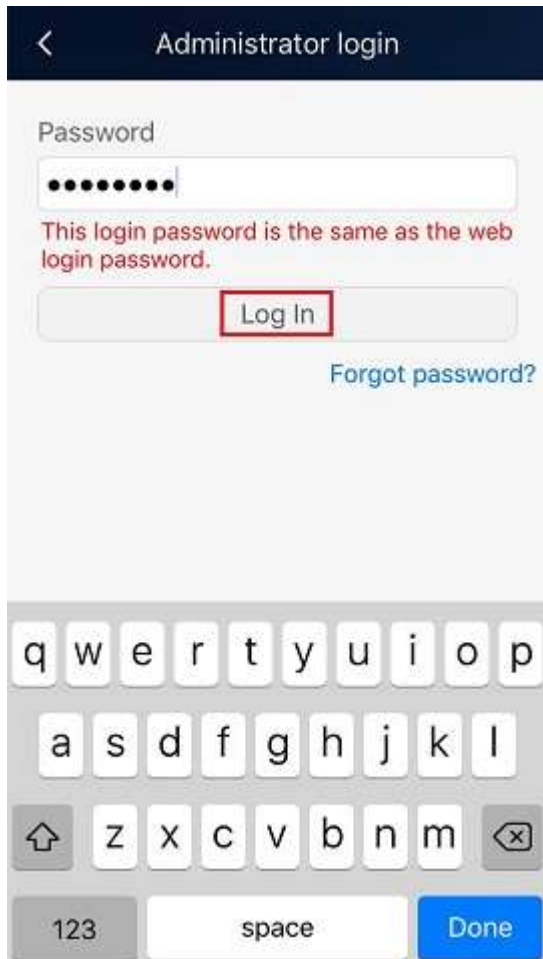 Administrator login
Password
••••••••
This login password is the same as the web
login password.
Log In
Forgot password?
q w e r t y u i o p
a s d f g h j k l
z x c v b n m
123 space Done